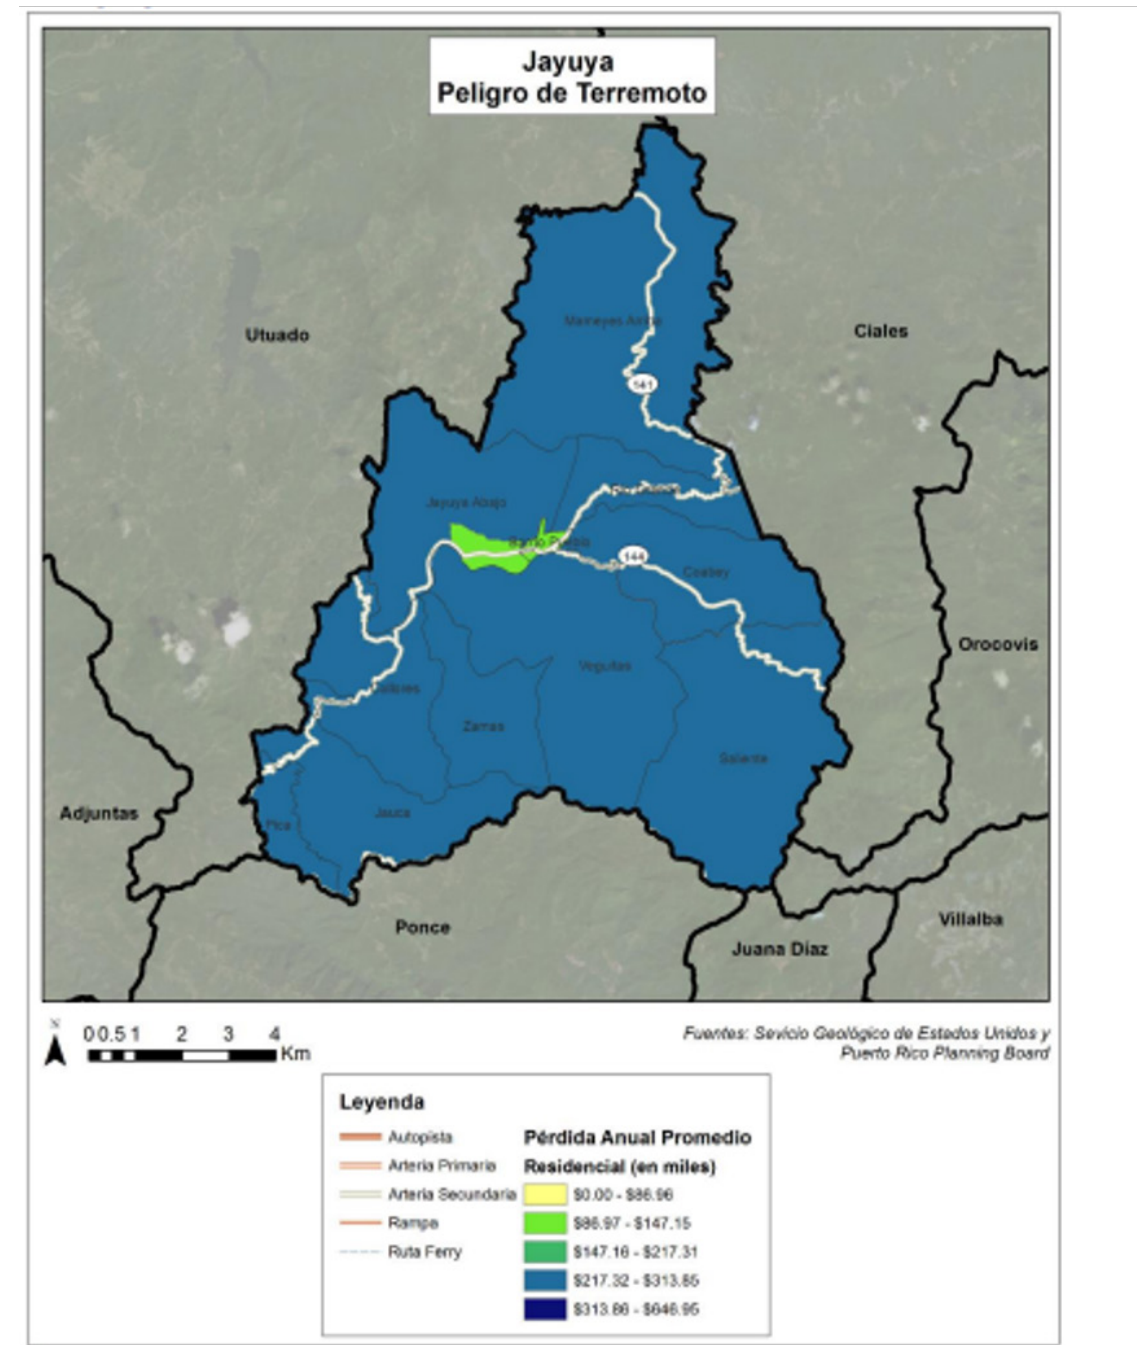 Jayuya
Peligro de Terremoto
Utuado
Ciales
Mameyes Arriba
141
Jayuya Abajo
Barrio Pueblo
144
Coabey
Orocovis
Veguitas
Zamas
Saliente
Jauca
Pica
Adjuntas
Ponce
Juana Díaz
Villalba
N
0 0.5 1 2 3 4
Km
Fuentes: Sevicio Geológico de Estados Unidos y
Puerto Rico Planning Board
Leyenda
Autopista
Arteria Primaria
Arteria Secundaria
Rampa
Ruta Ferry
Pérdida Anual Promedio
Residencial (en miles)
$0.00 - $86.96
$86.97 - $147.15
$147.16 - $217.31
$217.32 - $313.85
$313.86 - $646.95